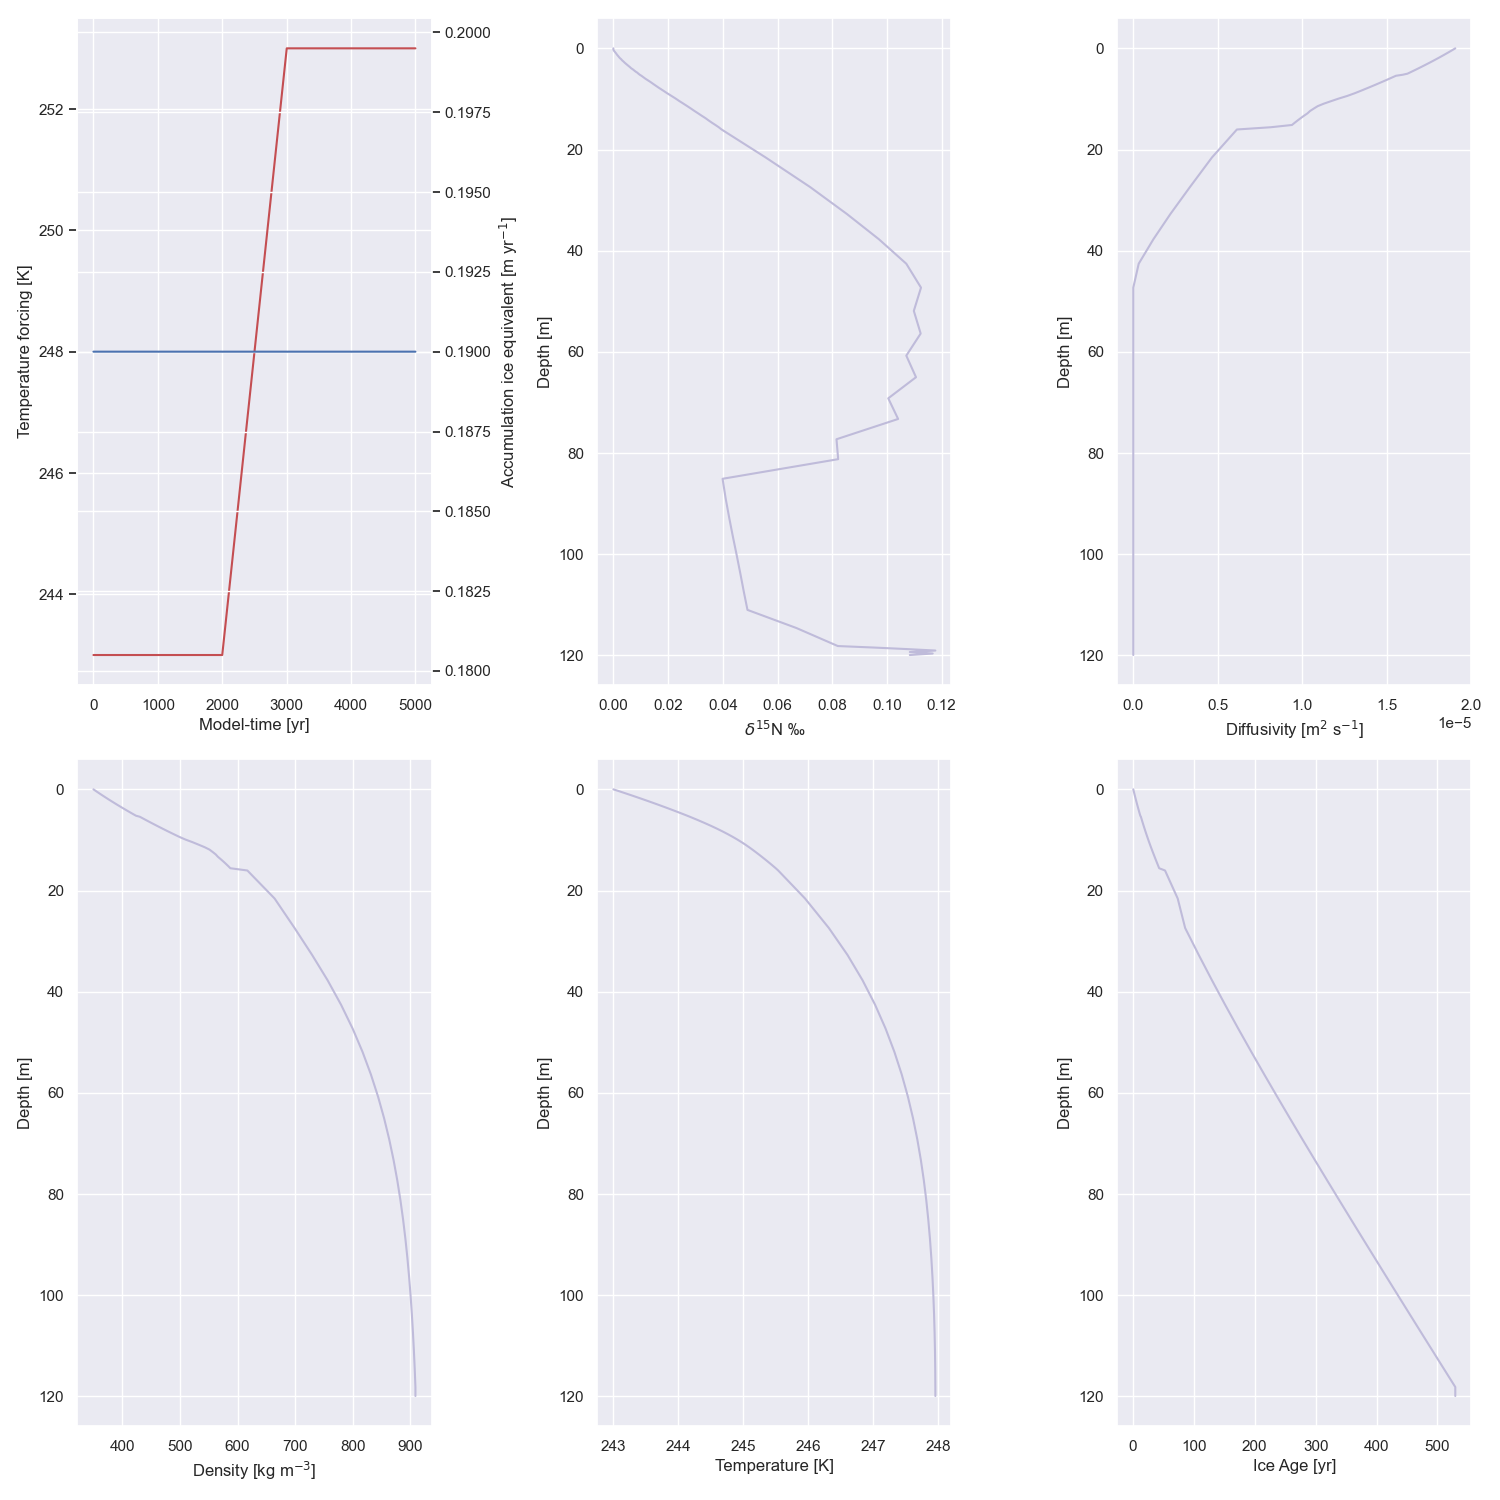 252
250
248
246
244
Temperature forcing [K]
0 1000 2000 3000 4000 5000
Model-time [yr]
0.2000
0.1975
0.1950
0.1925
0.1900
0.1875
0.1850
0.1825
0.1800
Accumulation ice equivalent [m yr⁻¹]
0
20
40
60
80
100
120
Depth [m]
0.00 0.02 0.04 0.06 0.08 0.10 0.12
δ¹⁵N ‰
0
20
40
60
80
100
120
Depth [m]
0.0 0.5 1.0 1.5 2.0
1e−5
Diffusivity [m² s⁻¹]
0
20
40
60
80
100
120
Depth [m]
400 500 600 700 800 900
Density [kg m⁻³]
0
20
40
60
80
100
120
Depth [m]
243 244 245 246 247 248
Temperature [K]
0
20
40
60
80
100
120
Depth [m]
0 100 200 300 400 500
Ice Age [yr]